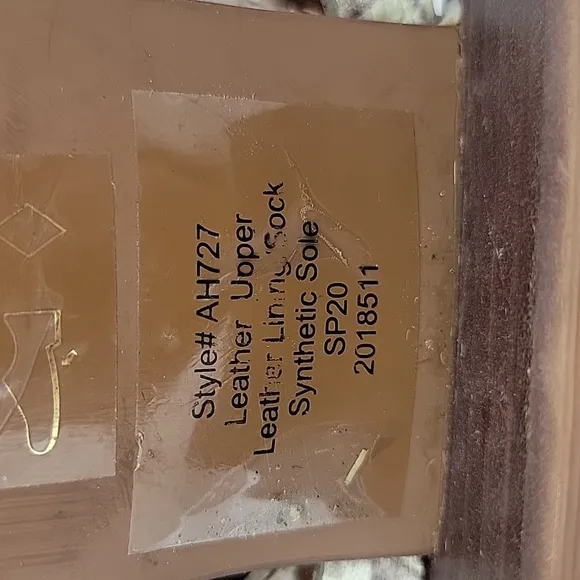 Style# AH727
Leather Upper
Leather Lining/Sock
Synthetic Sole
SP20
2018511